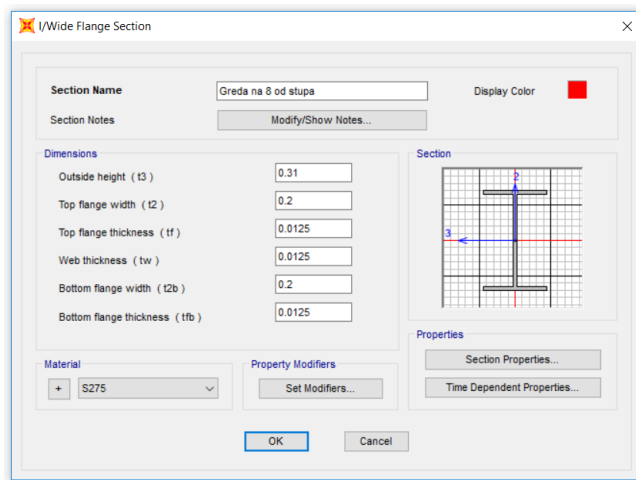 I/Wide Flange Section
Section Name Greda na 8 od stupa Display Color
Section Notes Modify/Show Notes...
Dimensions
Outside height ( t3 ) 0.31
Top flange width ( t2 ) 0.2
Top flange thickness ( tf ) 0.0125
Web thickness ( tw ) 0.0125
Bottom flange width ( t2b ) 0.2
Bottom flange thickness ( tfb ) 0.0125
Section
2
3
Properties
Section Properties...
Time Dependent Properties...
Material
+ S275
Property Modifiers
Set Modifiers...
OK Cancel